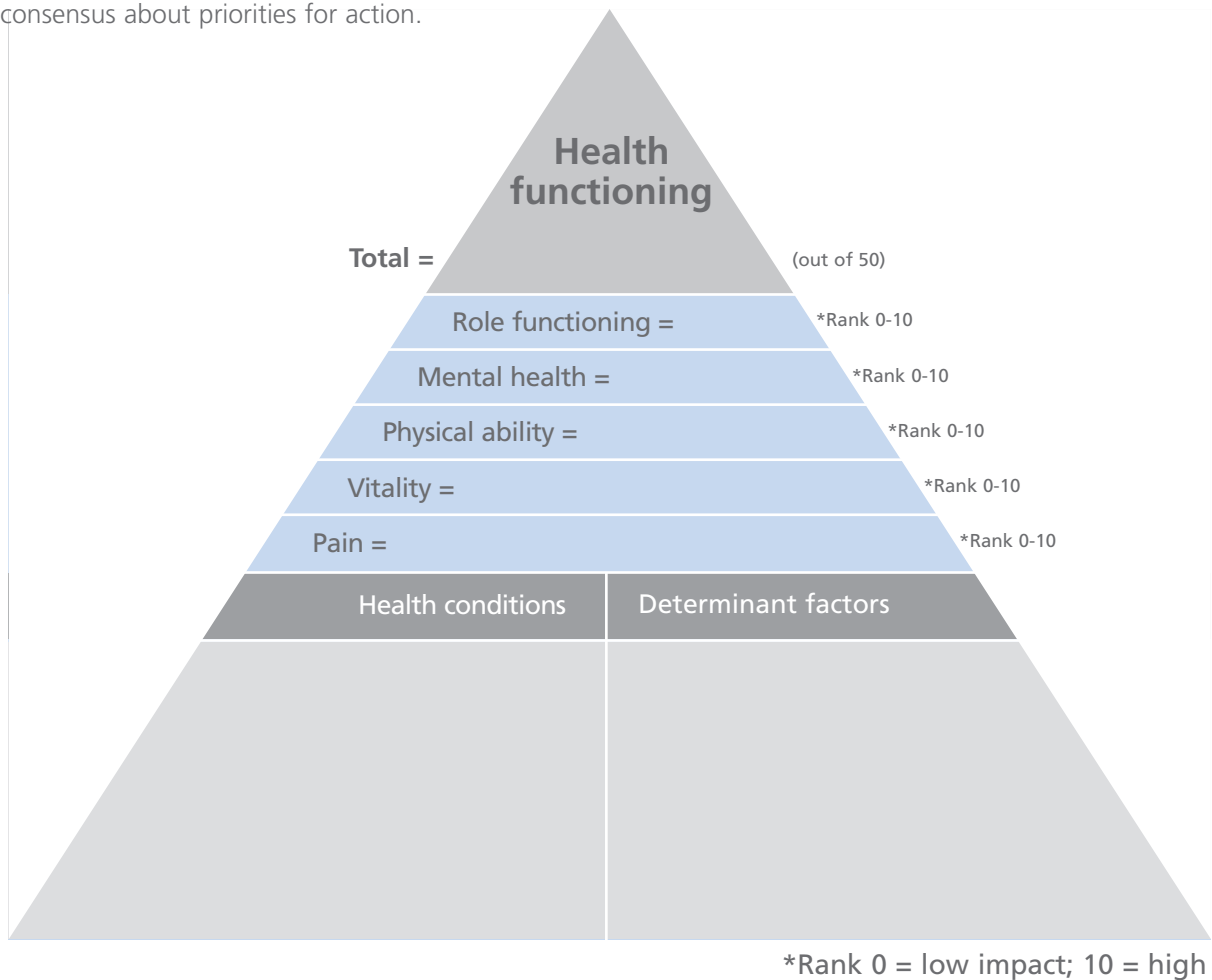 consensus about priorities for action.
Health
functioning
Total =
(out of 50)
Role functioning =
*Rank 0-10
Mental health =
*Rank 0-10
Physical ability =
*Rank 0-10
Vitality =
*Rank 0-10
Pain =
*Rank 0-10
Health conditions
Determinant factors
*Rank 0 = low impact; 10 = high